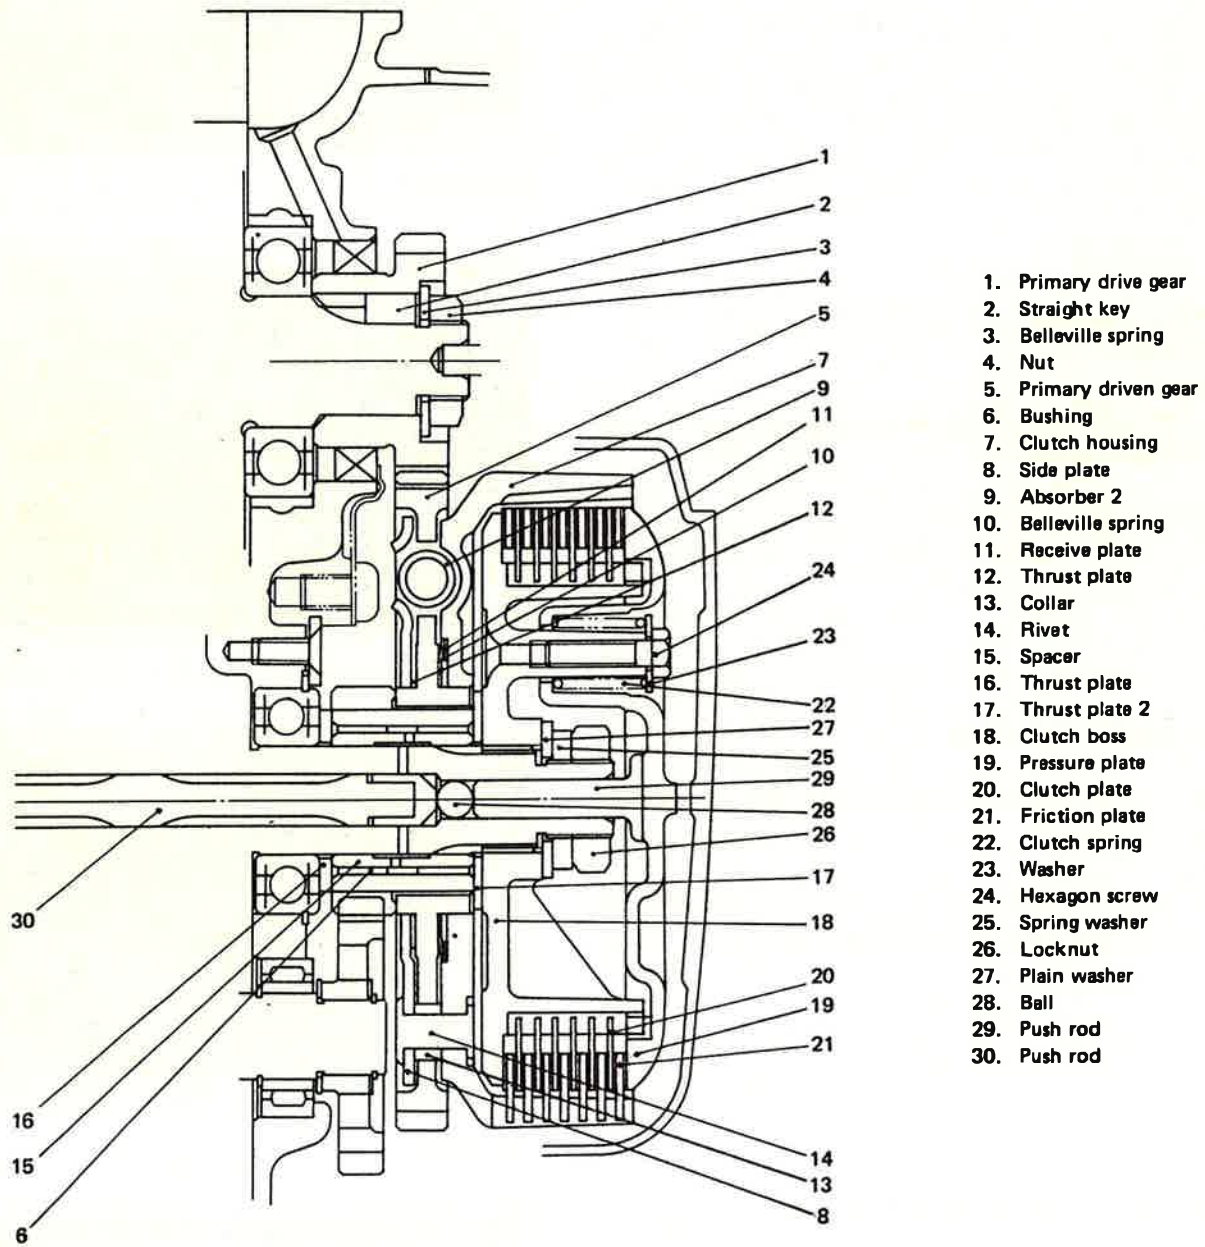 1
2
3
4
5
7
9
11
10
12
24
23
22
27
25
29
28
26
17
18
20
19
21
14
13
8
30
16
15
6
1. Primary drive gear
2. Straight key
3. Belleville spring
4. Nut
5. Primary driven gear
6. Bushing
7. Clutch housing
8. Side plate
9. Absorber 2
10. Belleville spring
11. Receive plate
12. Thrust plate
13. Collar
14. Rivet
15. Spacer
16. Thrust plate
17. Thrust plate 2
18. Clutch boss
19. Pressure plate
20. Clutch plate
21. Friction plate
22. Clutch spring
23. Washer
24. Hexagon screw
25. Spring washer
26. Locknut
27. Plain washer
28. Ball
29. Push rod
30. Push rod